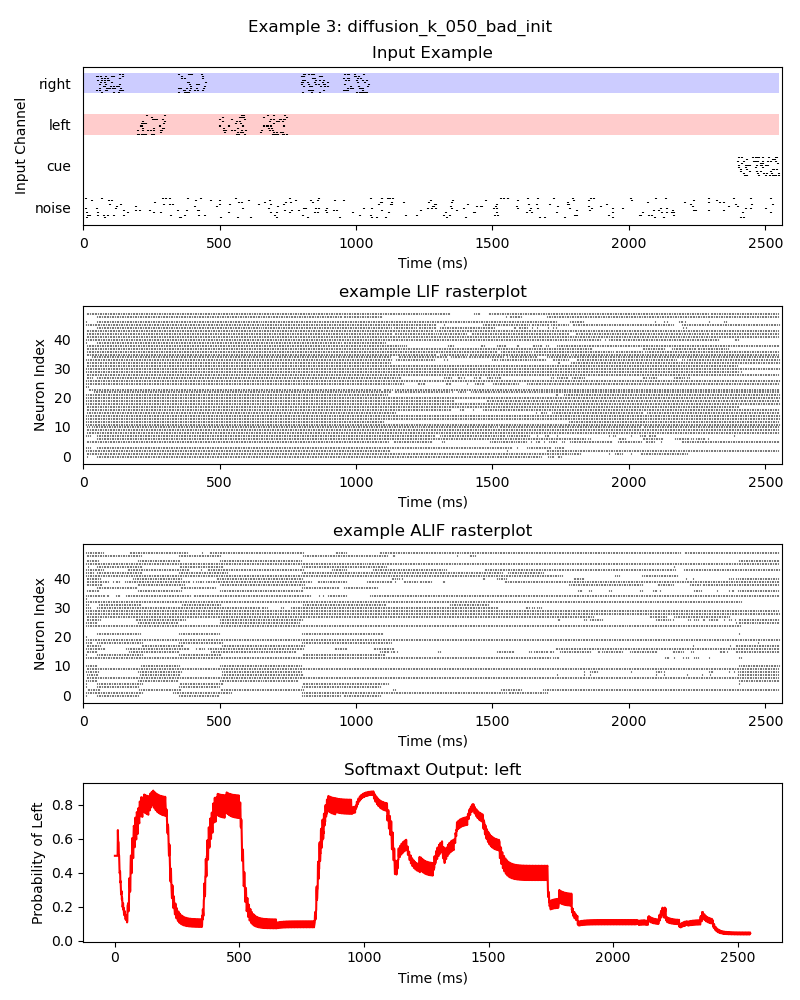 Example 3: diffusion_k_050_bad_init
Input Example
Input Channel
right
left
cue
noise
0 500 1000 1500 2000 2500
Time (ms)
example LIF rasterplot
Neuron Index
40
30
20
10
0
0 500 1000 1500 2000 2500
Time (ms)
example ALIF rasterplot
Neuron Index
40
30
20
10
0
0 500 1000 1500 2000 2500
Time (ms)
Softmaxt Output: left
Probability of Left
0.8
0.6
0.4
0.2
0.0
0 500 1000 1500 2000 2500
Time (ms)